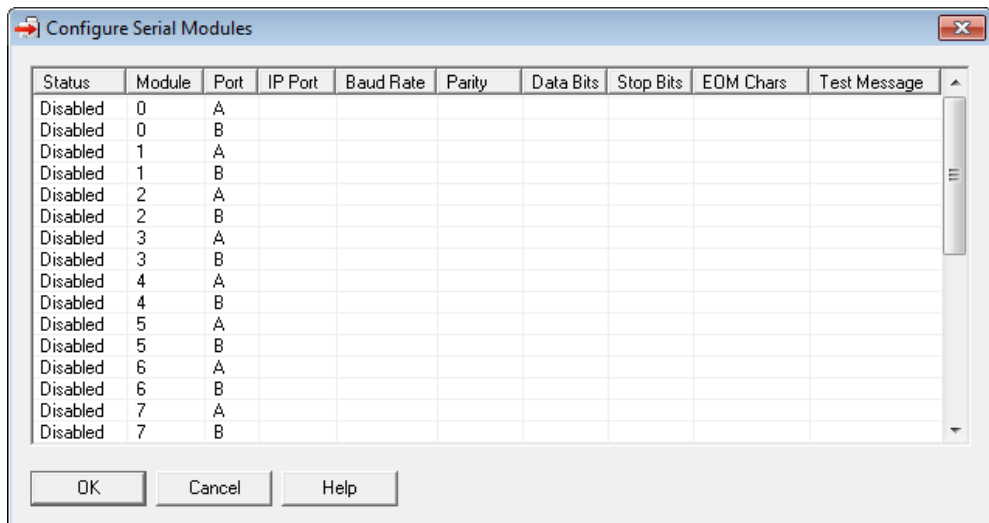 Configure Serial Modules
Status Module Port IP Port Baud Rate Parity Data Bits Stop Bits EOM Chars Test Message
Disabled 0 A
Disabled 0 B
Disabled 1 A
Disabled 1 B
Disabled 2 A
Disabled 2 B
Disabled 3 A
Disabled 3 B
Disabled 4 A
Disabled 4 B
Disabled 5 A
Disabled 5 B
Disabled 6 A
Disabled 6 B
Disabled 7 A
Disabled 7 B
OK Cancel Help